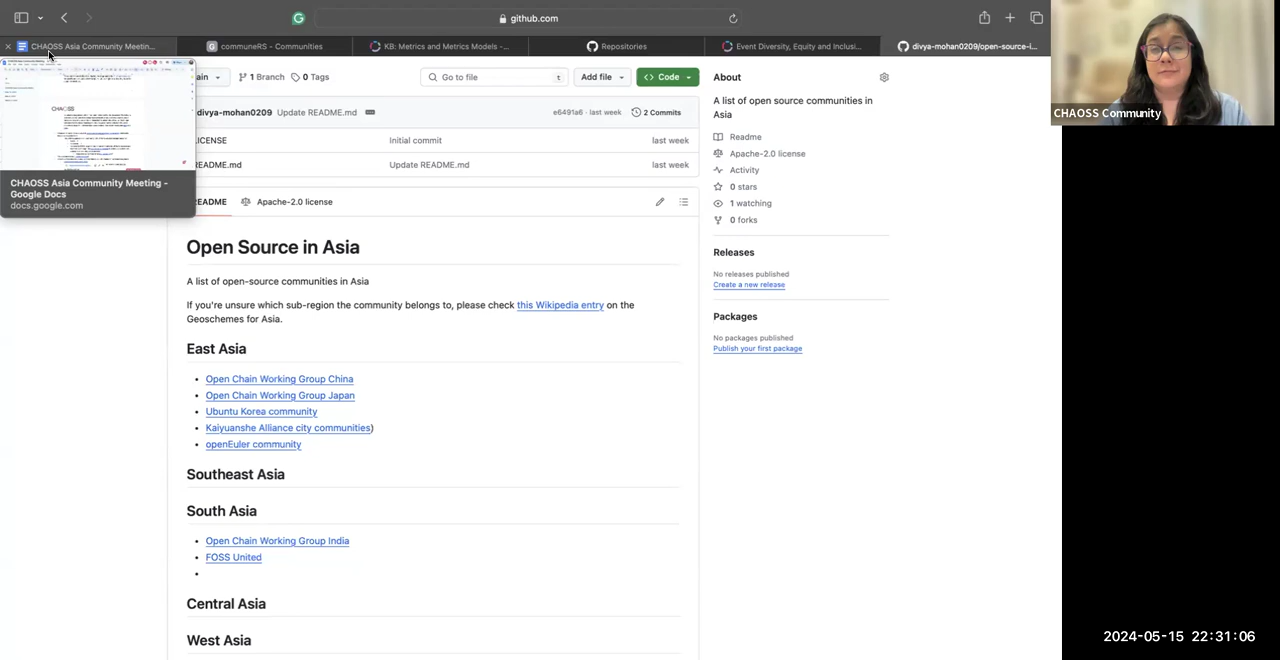 github.com
CHAOSS Asia Community Meetin...
communeRS - Communities
KB: Metrics and Metrics Models -...
Repositories
Event Diversity, Equity and Inclusi...
divya-mohan0209/open-source-i...
ain
1 Branch
0 Tags
Go to file
t
Add file
Code
divya-mohan0209
Update README.md
e6491a6 · last week
2 Commits
ICENSE
Initial commit
last week
README.md
Update README.md
last week
CHAOSS
CHAOSS Asia Community Meeting -
Google Docs
docs.google.com
README
Apache-2.0 license
Open Source in Asia
A list of open-source communities in Asia
If you're unsure which sub-region the community belongs to, please check this Wikipedia entry on the
Geoschemes for Asia.
East Asia
Open Chain Working Group China
Open Chain Working Group Japan
Ubuntu Korea community
Kaiyuanshe Alliance city communities)
openEuler community
Southeast Asia
South Asia
Open Chain Working Group India
FOSS United
Central Asia
West Asia
About
A list of open source communities in
Asia
Readme
Apache-2.0 license
Activity
0 stars
1 watching
0 forks
Releases
No releases published
Create a new release
Packages
No packages published
Publish your first package
CHAOSS Community
2024-05-15 22:31:06